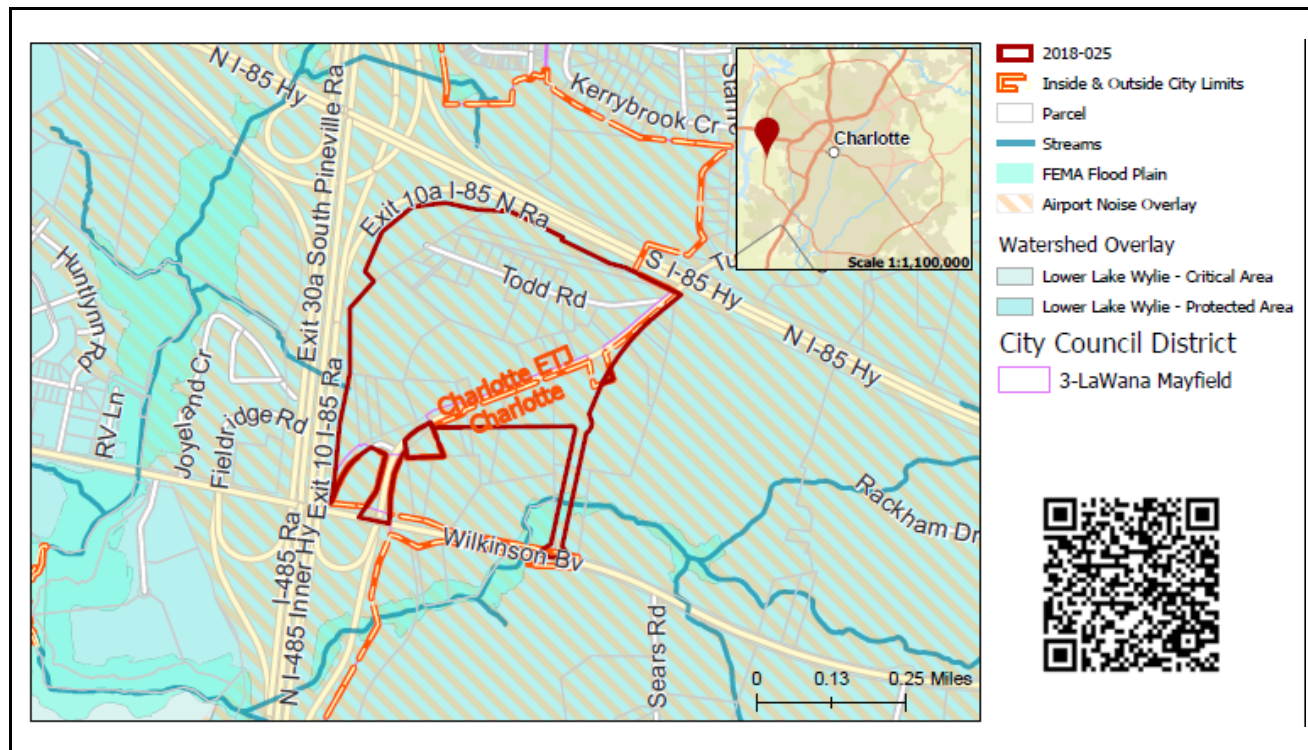 N I-85 Hy
Exit 30a South Pineville Ra
Kerrybrook Cr
Exit 10a I-85 N Ra
Todd Rd
S I-85 Hy
N I-85 Hy
Huntlynn Rd
RV Ln
Joyeland Cr
Fieldridge Rd
Exit 10 I-85 Ra
Charlotte ETJ
Charlotte
I-485 Ra
N I-485 Inner Hy
Wilkinson Bv
Rackham Dr
Sears Rd
0 0.13 0.25 Miles
Charlotte
Scale 1:1,100,000
2018-025
Inside & Outside City Limits
Parcel
Streams
FEMA Flood Plain
Airport Noise Overlay
Watershed Overlay
Lower Lake Wylie - Critical Area
Lower Lake Wylie - Protected Area
City Council District
3-LaWana Mayfield